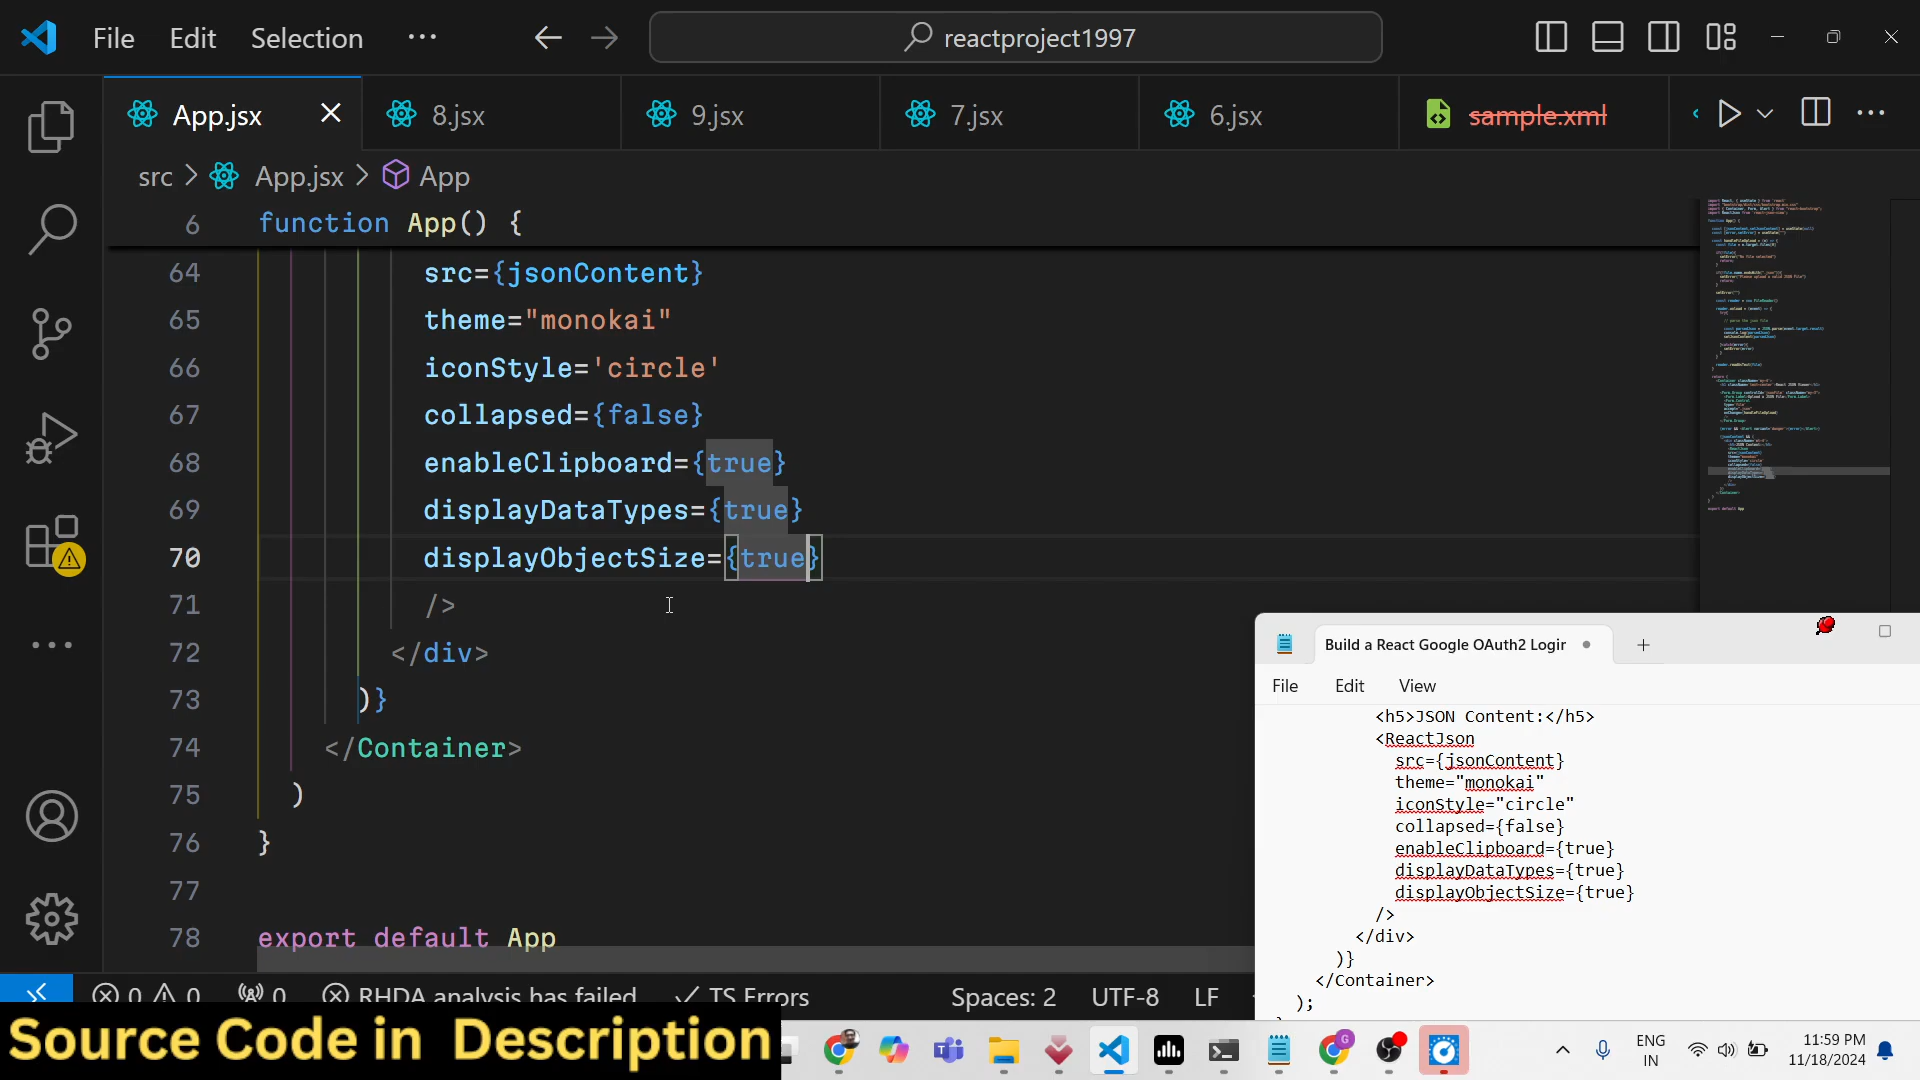 File Edit Selection ··· reactproject1997
App.jsx 8.jsx 9.jsx 7.jsx 6.jsx sample.xml
src > App.jsx > App
6 function App() {
64 src={jsonContent}
65 theme="monokai"
66 iconStyle='circle'
67 collapsed={false}
68 enableClipboard={true}
69 displayDataTypes={true}
70 displayObjectSize={true}
71 />
72 </div>
73 )}
74 </Container>
75 )
76 }
77
78 export default App
Build a React Google OAuth2 Login
File Edit View
<h5>JSON Content:</h5>
<ReactJson
src={jsonContent}
theme="monokai"
iconStyle="circle"
collapsed={false}
enableClipboard={true}
displayDataTypes={true}
displayObjectSize={true}
/>
</div>
)}
</Container>
);
0 0 0 RHDA analysis has failed TS Errors Spaces: 2 UTF-8 LF
Source Code in Description
ENG
IN
11:59 PM
11/18/2024